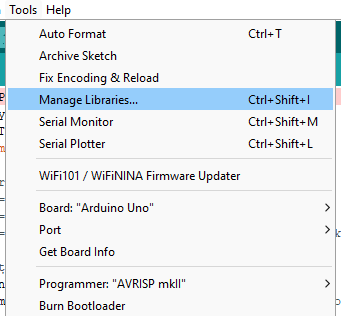 Tools Help
Auto Format Ctrl+T
Archive Sketch
Fix Encoding & Reload
Manage Libraries... Ctrl+Shift+I
Serial Monitor Ctrl+Shift+M
Serial Plotter Ctrl+Shift+L
WiFi101 / WiFiNINA Firmware Updater
Board: "Arduino Uno"
Port
Get Board Info
Programmer: "AVRISP mkII"
Burn Bootloader